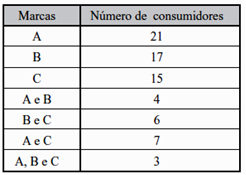 Marcas Número de consumidores
A 21
B 17
C 15
A e B 4
B e C 6
A e C 7
A, B e C 3